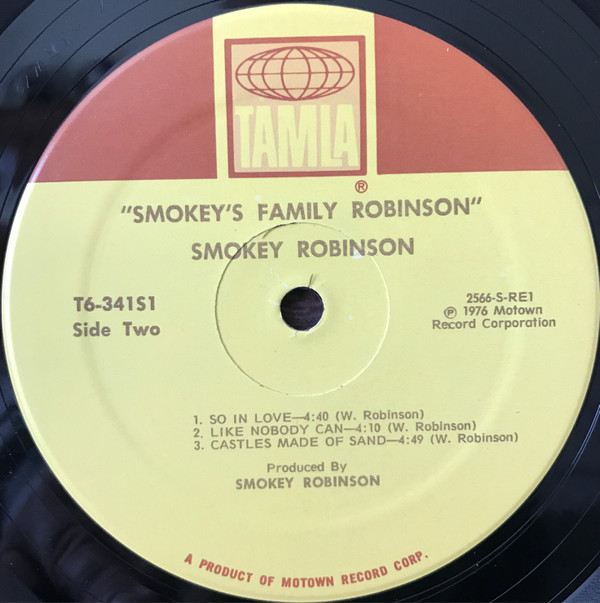 TAMLA
®
"SMOKEY'S FAMILY ROBINSON"
SMOKEY ROBINSON
T6-341S1
Side Two
2566-S-RE1
℗ 1976 Motown
Record Corporation
1. SO IN LOVE—4:40 (W. Robinson)
2. LIKE NOBODY CAN—4:10 (W. Robinson)
3. CASTLES MADE OF SAND—4:49 (W. Robinson)
Produced By
SMOKEY ROBINSON
A PRODUCT OF MOTOWN RECORD CORP.